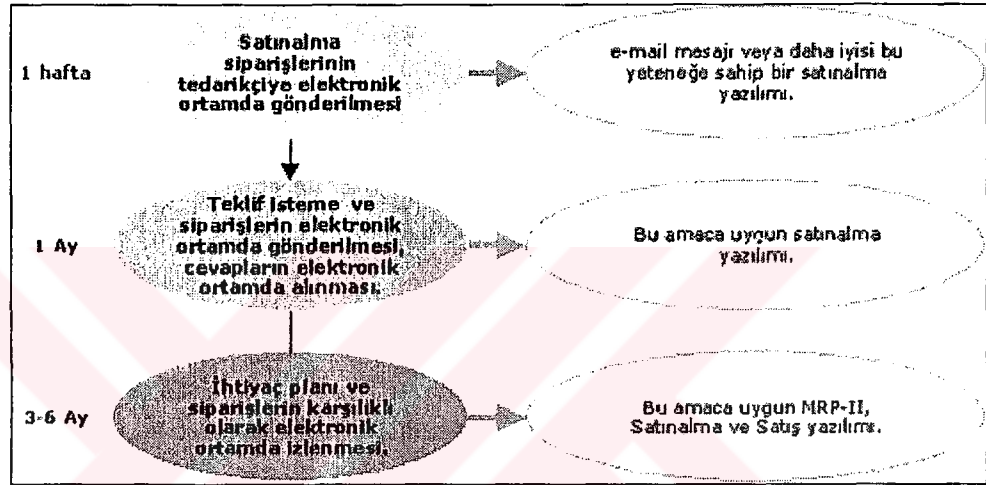 1 hafta
Satınalma
siparişlerinin
tedarikçiye elektronik
ortamda gönderilmesi
e-mail mesajı veya daha iyisi bu
yeteneğe sahip bir satınalma
yazılımı.
1 Ay
Teklif isteme ve
siparişlerin elektronik
ortamda gönderilmesi,
cevapların elektronik
ortamda alınması.
Bu amaca uygun satınalma
yazılımı.
3-6 Ay
İhtiyaç planı ve
siparişlerin karşılıklı
olarak elektronik
ortamda izlenmesi.
Bu amaca uygun MRP-II,
Satınalma ve Satış yazılımı.